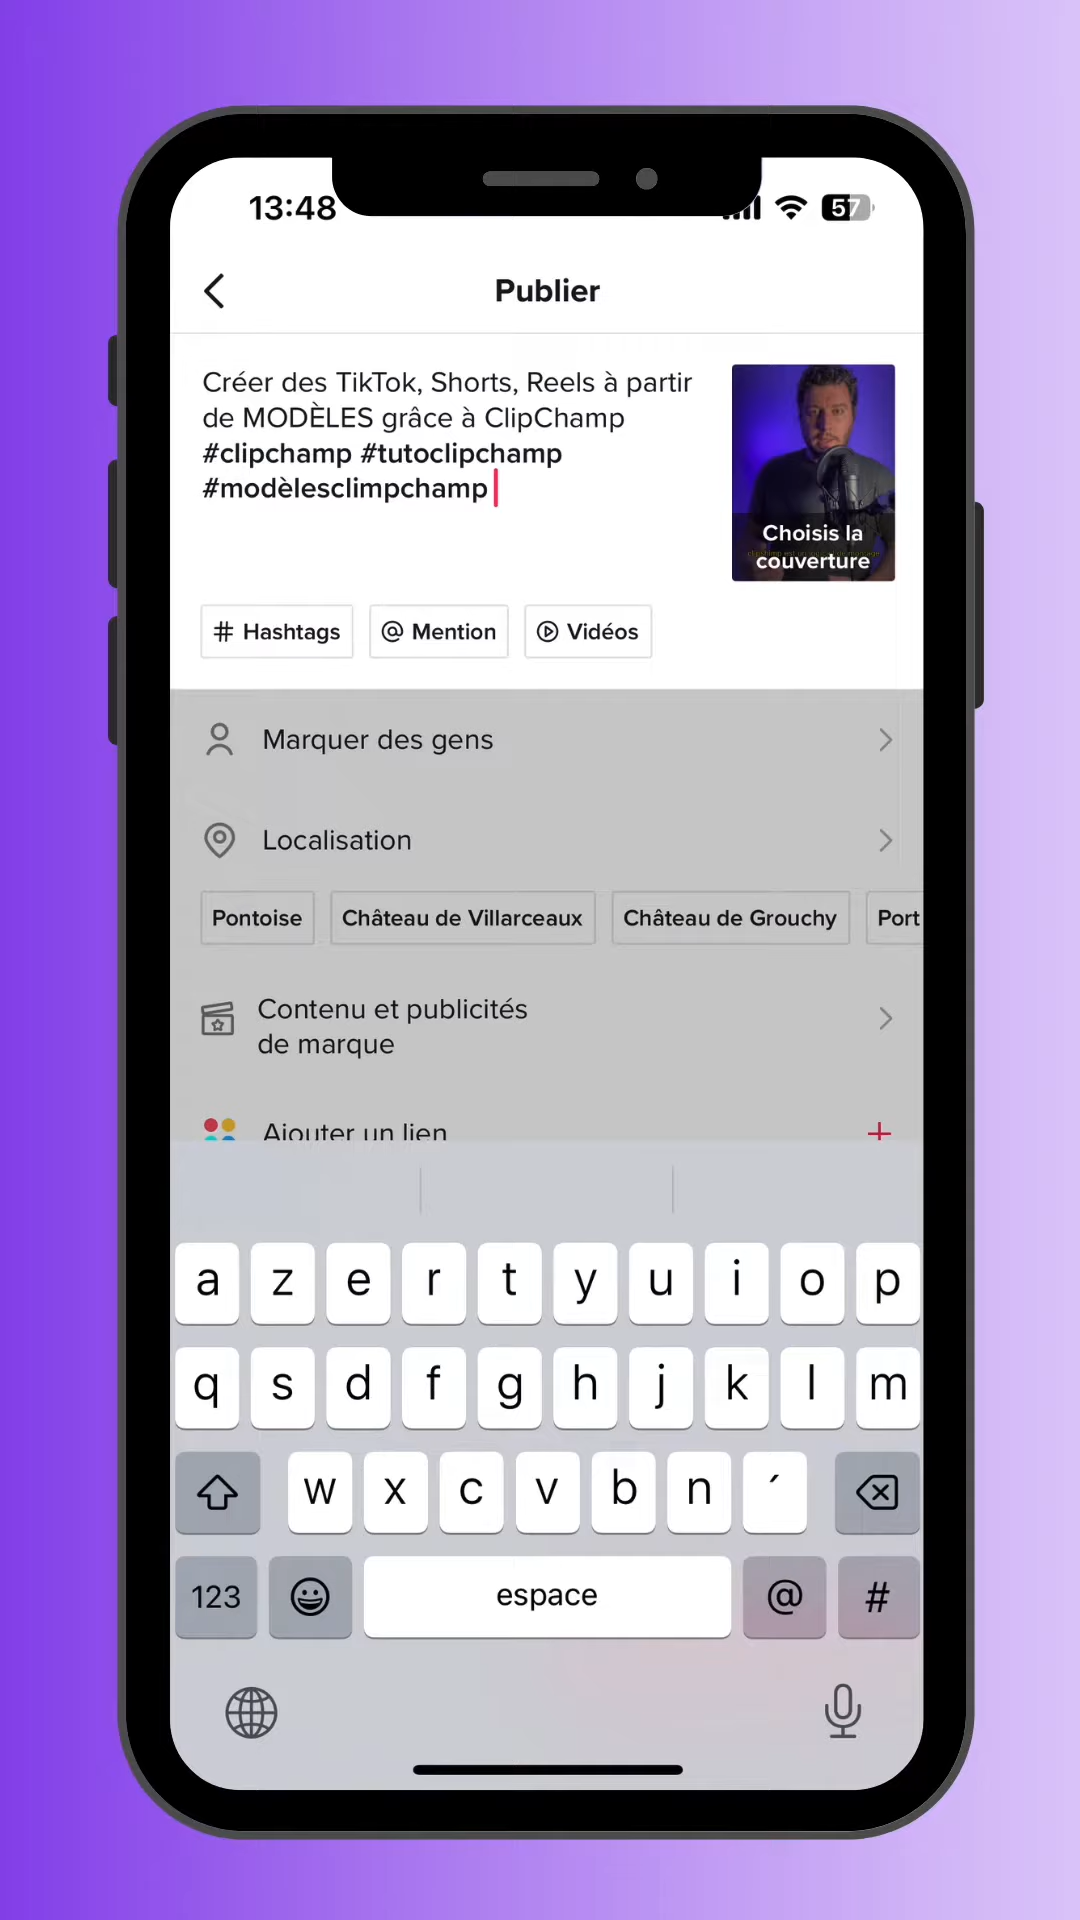 13:48
57
Publier
Créer des TikTok, Shorts, Reels à partir
de MODÈLES grâce à ClipChamp
#clipchamp #tutoclipchamp
#modèlesclimpchamp
Choisis la
couverture
# Hashtags
@ Mention
Vidéos
Marquer des gens
Localisation
Pontoise
Château de Villarceaux
Château de Grouchy
Port
Contenu et publicités
de marque
Ajouter un lien
a z e r t y u i o p
q s d f g h j k l m
w x c v b n ´
123 espace @ #